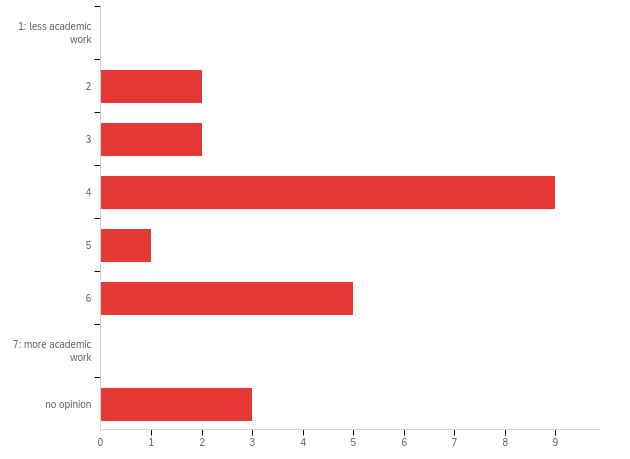 1: less academic
work
2
3
4
5
6
7: more academic
work
no opinion
0 1 2 3 4 5 6 7 8 9